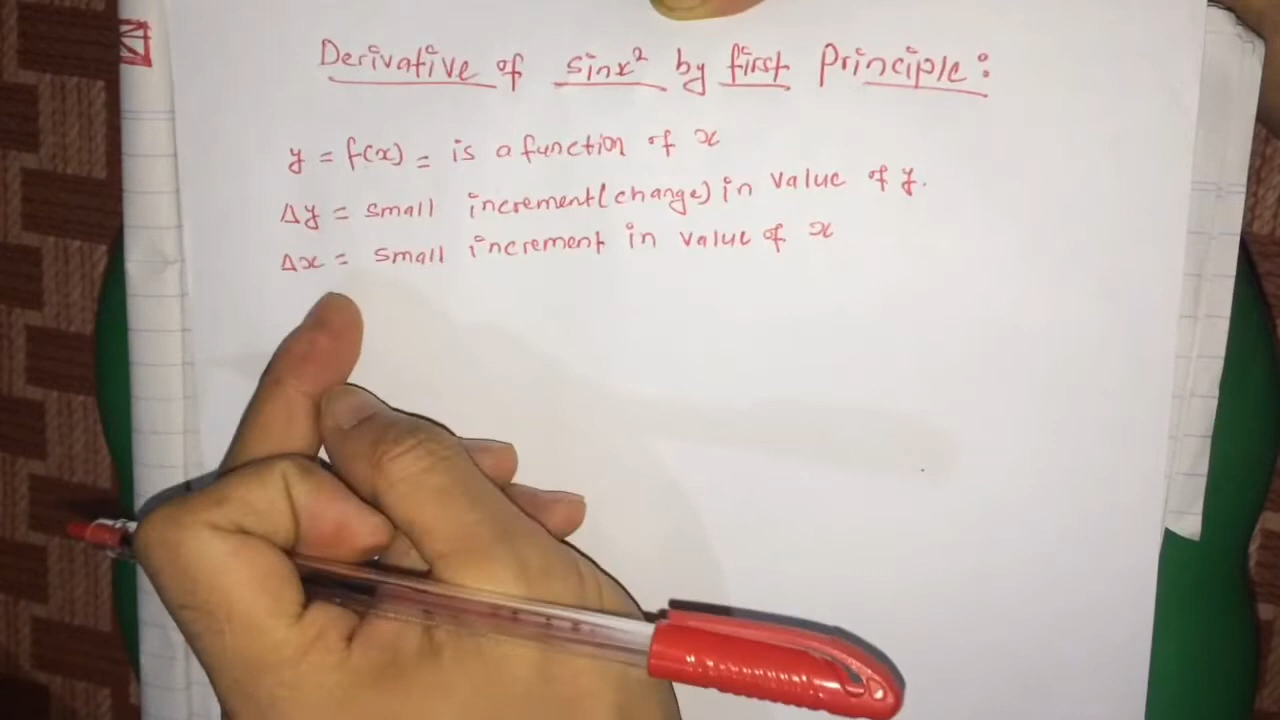 Derivative of sinx² by first Principle:
y = f(x) = is a function of x
Δy = small increment(change) in value of y.
Δx = small increment in value of x